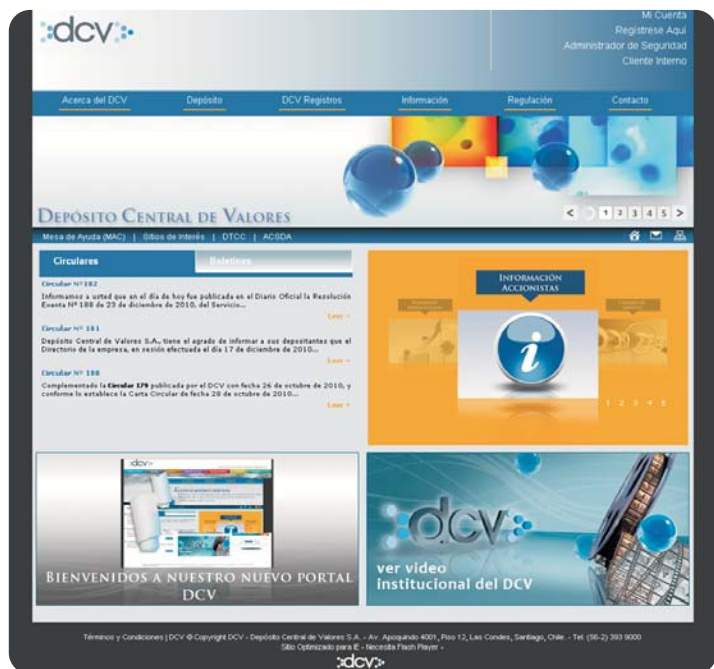 dcv
Mi Cuenta
Regístrese Aquí
Administrador de Seguridad
Cliente Interno
Acerca del DCV Depósito DCV Registros Información Regulación Contacto
DEPÓSITO CENTRAL DE VALORES
< 1 2 3 4 5 >
Mesa de Ayuda (MAC) | Sitios de Interés | DTCC | ACSDA
Circulares Boletines
Circular Nº182
Informamos a usted que en el día de hoy fue publicada en el Diario Oficial la Resolución
Exenta Nº 188 de 23 de diciembre de 2010, del Servicio...
Leer
Circular Nº 181
Depósito Central de Valores S.A., tiene el agrado de informar a sus depositantes que el
Directorio de la empresa, en sesión efectuada el día 17 de diciembre de 2010...
Leer
Circular Nº 180
Complementado la Circular 179 publicada por el DCV con fecha 26 de octubre de 2010, y
conforme lo establece la Carta Circular de fecha 28 de octubre de 2010...
Leer
INFORMACIÓN
ACCIONISTAS
i
1 2 3 4 5
dcv
BIENVENIDOS A NUESTRO NUEVO PORTAL
DCV
dcv
ver video
institucional del DCV
Términos y Condiciones | DCV © Copyright DCV - Depósito Central de Valores S.A. - Av. Apoquindo 4001, Piso 12, Las Condes, Santiago, Chile. - Tel: (56-2) 393 9000
Sitio Optimizado para IE - Necesita Flash Player -
dcv